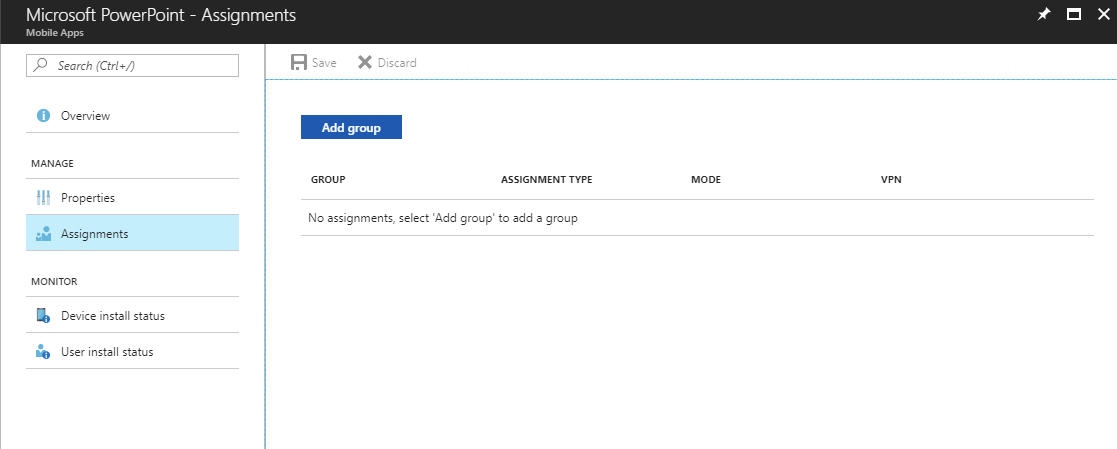 Microsoft PowerPoint - Assignments
Mobile Apps
Search (Ctrl+/)
Save
Discard
Overview
Add group
MANAGE
GROUP
ASSIGNMENT TYPE
MODE
VPN
Properties
No assignments, select 'Add group' to add a group
Assignments
MONITOR
Device install status
User install status